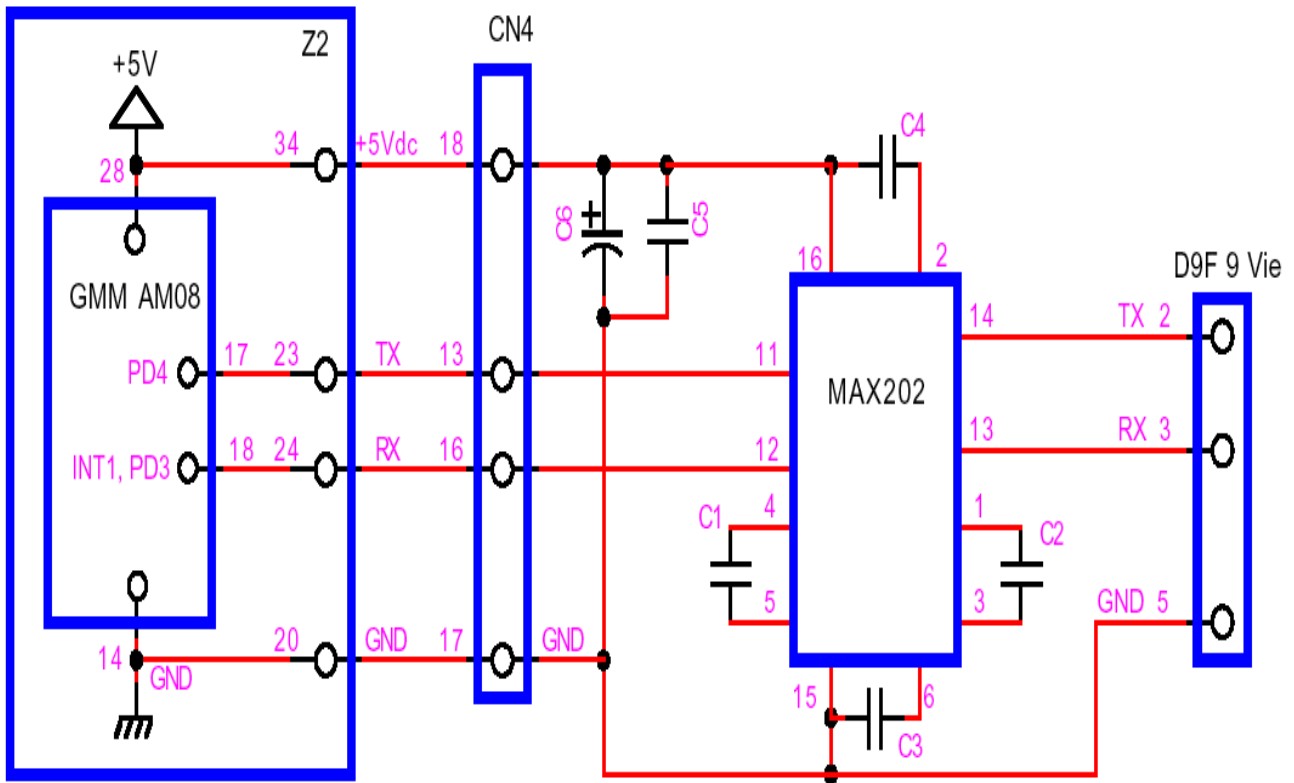 CN4
Z2
+5V
C4
34 +5Vdc 18
28
C6 + C5
16 2
D9F 9 Vie
GMM AM08
14 TX 2
PD4 17 23 TX 13 11
MAX202
INT1, PD3 18 24 RX 16 12
13 RX 3
C1 4
1 C2
5
3
GND 5
20 GND 17 GND
14 GND
15 6
C3